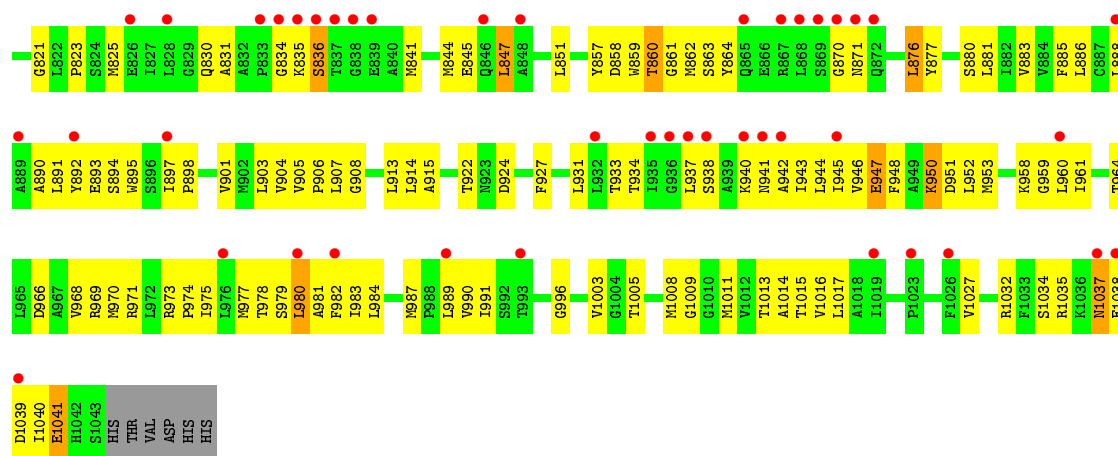 G821 L822 P823 S824 M825 E826 I827 L828 G829 Q830 A831 A832 P833 G834 K835 S836 T837 G838 E839 A840 M841 M844 E845 Q846 L847 A848 L851 Y857 D858 W859 T860 G861 M862 S863 Y864 Q865 E866 R867 L868 S869 G870 N871 Q872 L876 Y877 S880 L881 I882 V883 V884 F885 L886 C887 L888
A889 A890 L891 Y892 E893 S894 W895 S896 I897 P898 V901 M902 L903 V904 V905 P906 L907 G908 L913 L914 A915 T922 N923 D924 F927 L931 L932 T933 T934 I935 G936 L937 S938 A939 K940 N941 A942 I943 L944 I945 V946 E947 F948 A949 K950 D951 L952 M953 K958 G959 L960 I961 T964
L965 D966 A967 V968 R969 M970 R971 L972 R973 P974 I975 L976 M977 T978 S979 L980 A981 F982 I983 L984 M987 P988 L989 V990 I991 S992 T993 G996 V1003 G1004 T1005 M1008 G1009 G1010 M1011 V1012 T1013 A1014 T1015 V1016 L1017 A1018 I1019 P1023 F1026 V1027 R1032 F1033 S1034 R1035 K1036 N1037 E1038
D1039 I1040 E1041 H1042 S1043 HIS THR VAL ASP HIS HIS